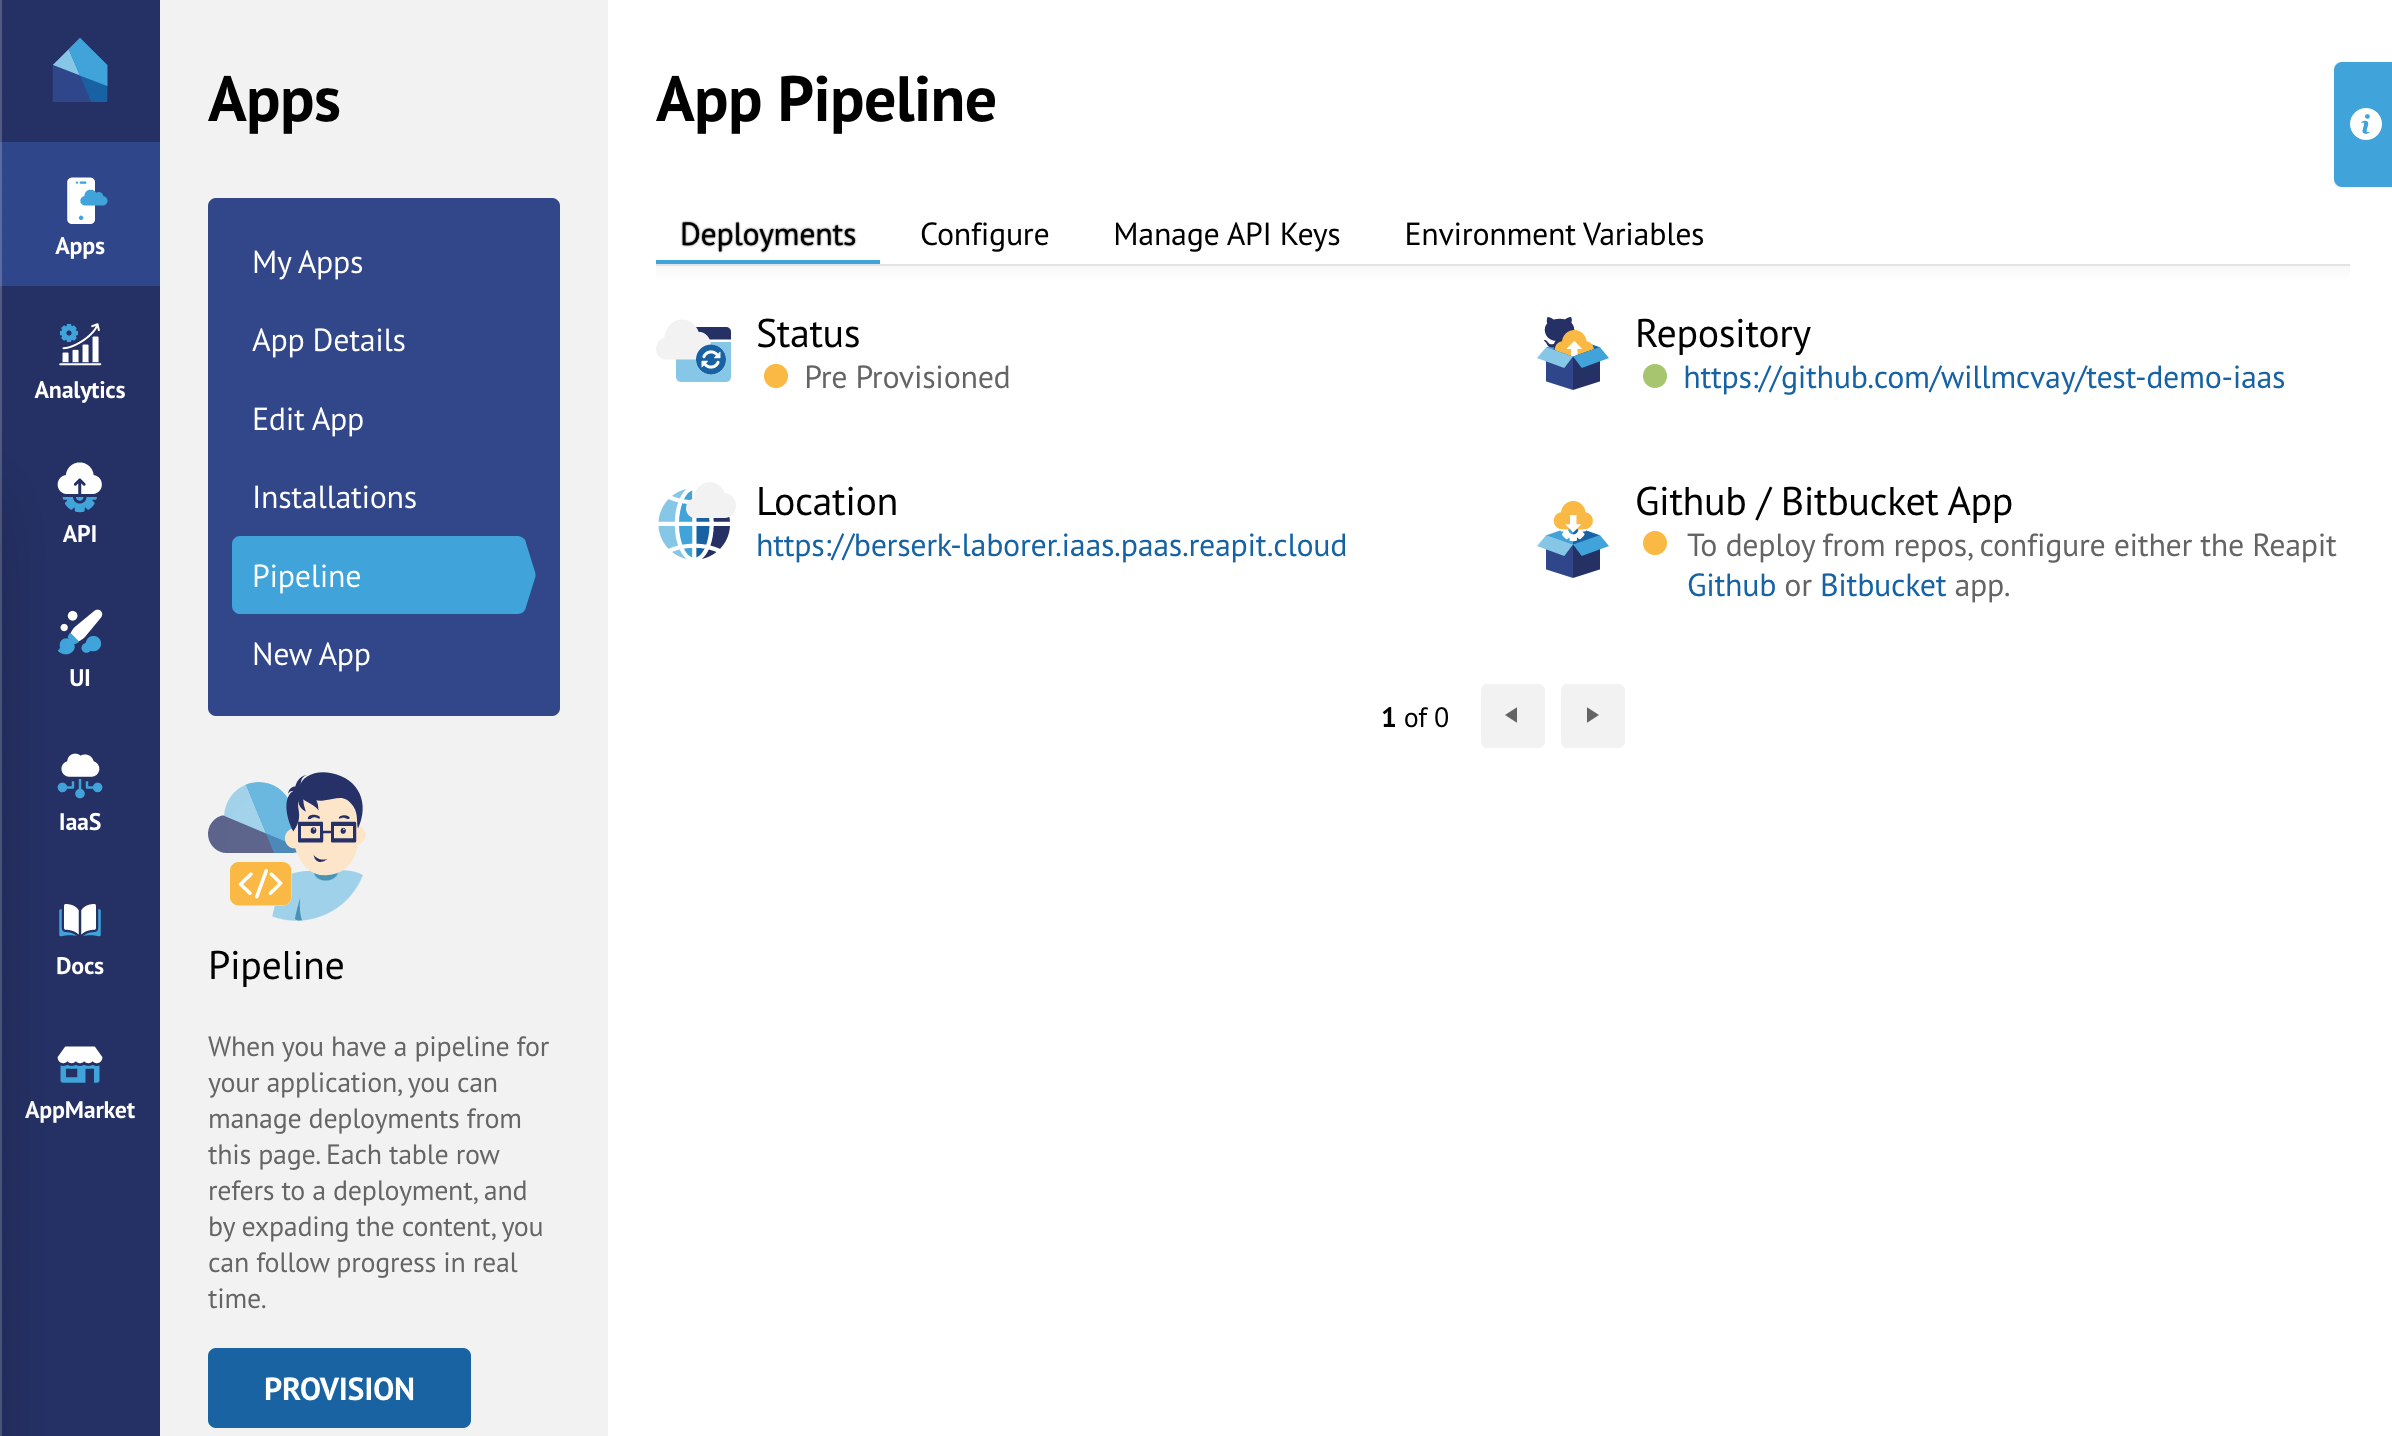 Apps
Analytics
API
UI
IaaS
Docs
AppMarket
Apps
My Apps
App Details
Edit App
Installations
Pipeline
New App
</>
Pipeline
When you have a pipeline for
your application, you can
manage deployments from
this page. Each table row
refers to a deployment, and
by expading the content, you
can follow progress in real
time.
PROVISION
App Pipeline
i
Deployments Configure Manage API Keys Environment Variables
Status
Pre Provisioned
Repository
https://github.com/willmcvay/test-demo-iaas
Location
https://berserk-laborer.iaas.paas.reapit.cloud
Github / Bitbucket App
To deploy from repos, configure either the Reapit
Github or Bitbucket app.
1 of 0